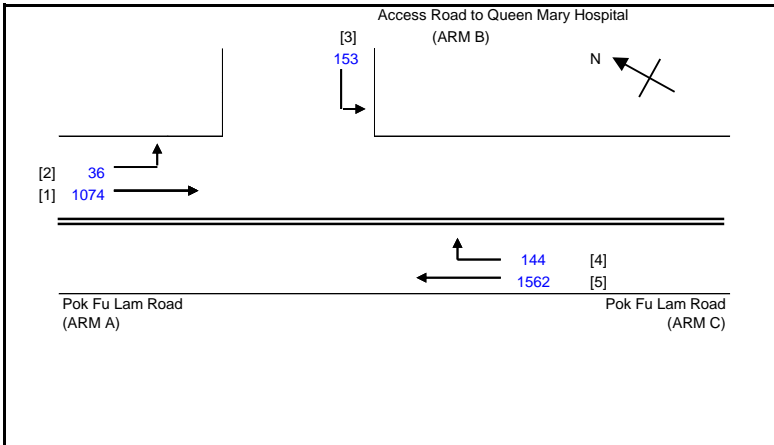 Access Road to Queen Mary Hospital
[3] (ARM B)
153 N
[2] 36
[1] 1074
144 [4]
1562 [5]
Pok Fu Lam Road Pok Fu Lam Road
(ARM A) (ARM C)